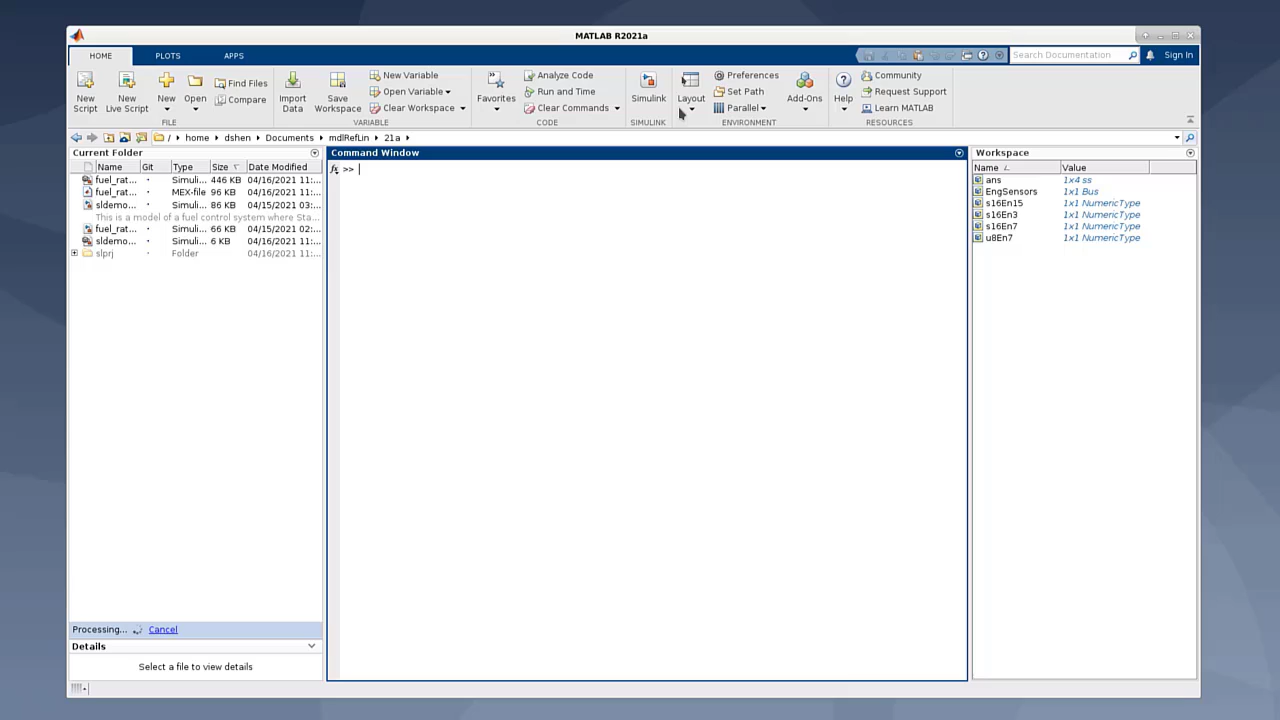 MATLAB R2021a
HOME PLOTS APPS Search Documentation Sign In
New Script New Live Script New Open Find Files Compare Import Data Save Workspace New Variable Open Variable Clear Workspace Favorites Analyze Code Run and Time Clear Commands Simulink Layout Preferences Set Path Parallel Add-Ons Help Community Request Support Learn MATLAB
FILE VARIABLE CODE SIMULINK ENVIRONMENT RESOURCES
/ home dshen Documents mdlRefLin 21a
Current Folder
Name Git Type Size Date Modified
fuel_rat... Simuli... 446 KB 04/16/2021 11:...
fuel_rat... MEX-file 96 KB 04/16/2021 11:...
sldemo... Simuli... 86 KB 04/15/2021 03:...
This is a model of a fuel control system where Sta...
fuel_rat... Simuli... 66 KB 04/15/2021 02:...
sldemo... Simuli... 6 KB 04/16/2021 11:...
slprj Folder 04/16/2021 11:...
Processing... Cancel
Details
Select a file to view details
Command Window
fx >>
Workspace
Name Value
ans 1x4 ss
EngSensors 1x1 Bus
s16En15 1x1 NumericType
s16En3 1x1 NumericType
s16En7 1x1 NumericType
u8En7 1x1 NumericType